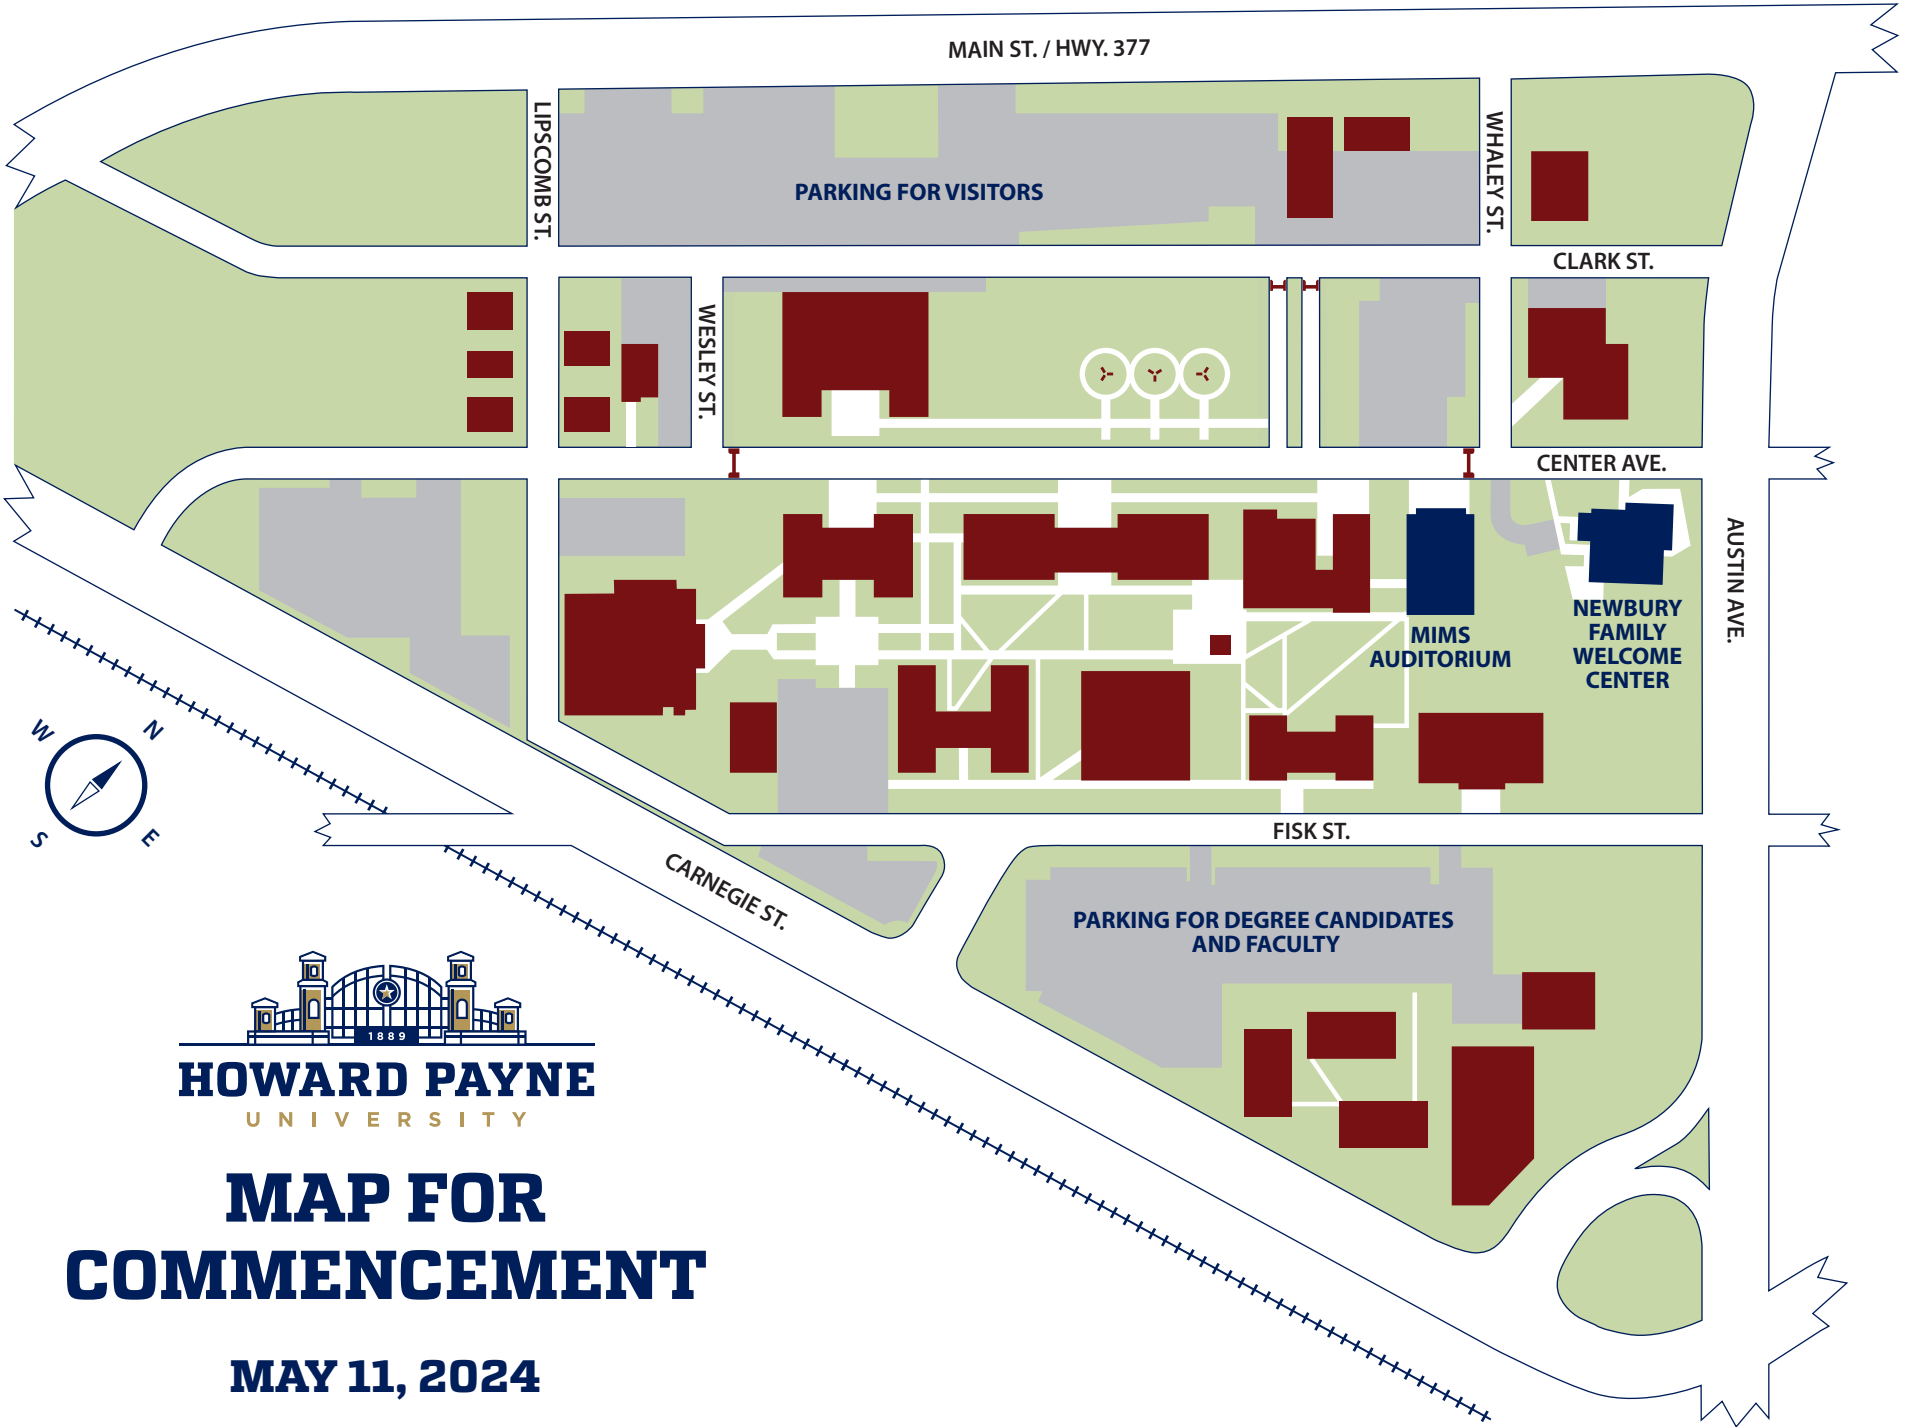 MAIN ST. / HWY. 377
LIPSCOMB ST.
WHALEY ST.
PARKING FOR VISITORS
CLARK ST.
WESLEY ST.
CENTER AVE.
AUSTIN AVE.
NEWBURY
FAMILY
WELCOME
CENTER
MIMS
AUDITORIUM
W
N
S
E
FISK ST.
CARNEGIE ST.
PARKING FOR DEGREE CANDIDATES
AND FACULTY
1889
HOWARD PAYNE
UNIVERSITY
MAP FOR
COMMENCEMENT
MAY 11, 2024